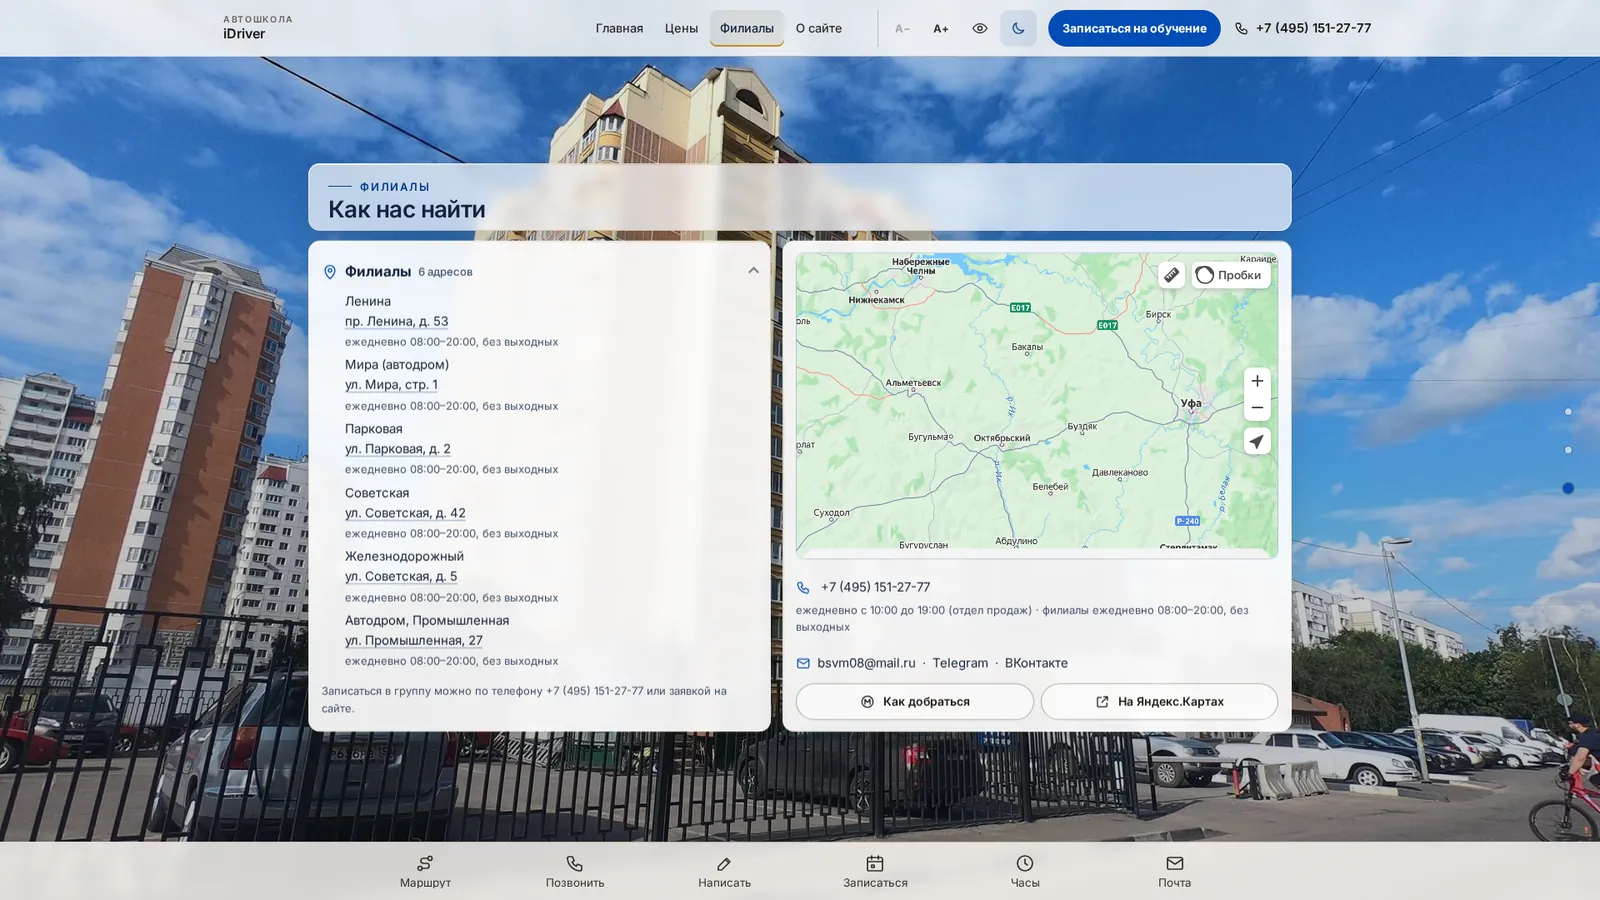 АВТОШКОЛА
iDriver
Главная
Цены
Филиалы
О сайте
A−
A+
Записаться на обучение
+7 (495) 151-27-77
ФИЛИАЛЫ
Как нас найти
Филиалы 6 адресов
Ленина
пр. Ленина, д. 53
ежедневно 08:00–20:00, без выходных
Мира (автодром)
ул. Мира, стр. 1
ежедневно 08:00–20:00, без выходных
Парковая
ул. Парковая, д. 2
ежедневно 08:00–20:00, без выходных
Советская
ул. Советская, д. 42
ежедневно 08:00–20:00, без выходных
Железнодорожный
ул. Советская, д. 5
ежедневно 08:00–20:00, без выходных
Автодром, Промышленная
ул. Промышленная, 27
ежедневно 08:00–20:00, без выходных
Записаться в группу можно по телефону +7 (495) 151-27-77 или заявкой на
сайте.
Караиде
Набережные
Челны
Пробки
Нижнекамск
E017
Бирск
оль
E017
Бакалы
Альметьевск
р. Ик
Уфа
Буздяк
Бугульма
Октябрьский
рлат
р. Ик
Давлеканово
Белебей
р. Белая
Суходол
Р-240
Абдулино
Бугуруслан
Стерлитамак
+7 (495) 151-27-77
ежедневно с 10:00 до 19:00 (отдел продаж) · филиалы ежедневно 08:00–20:00, без
выходных
bsvm08@mail.ru · Telegram · ВКонтакте
Как добраться
На Яндекс.Картах
Маршрут
Позвонить
Написать
Записаться
Часы
Почта